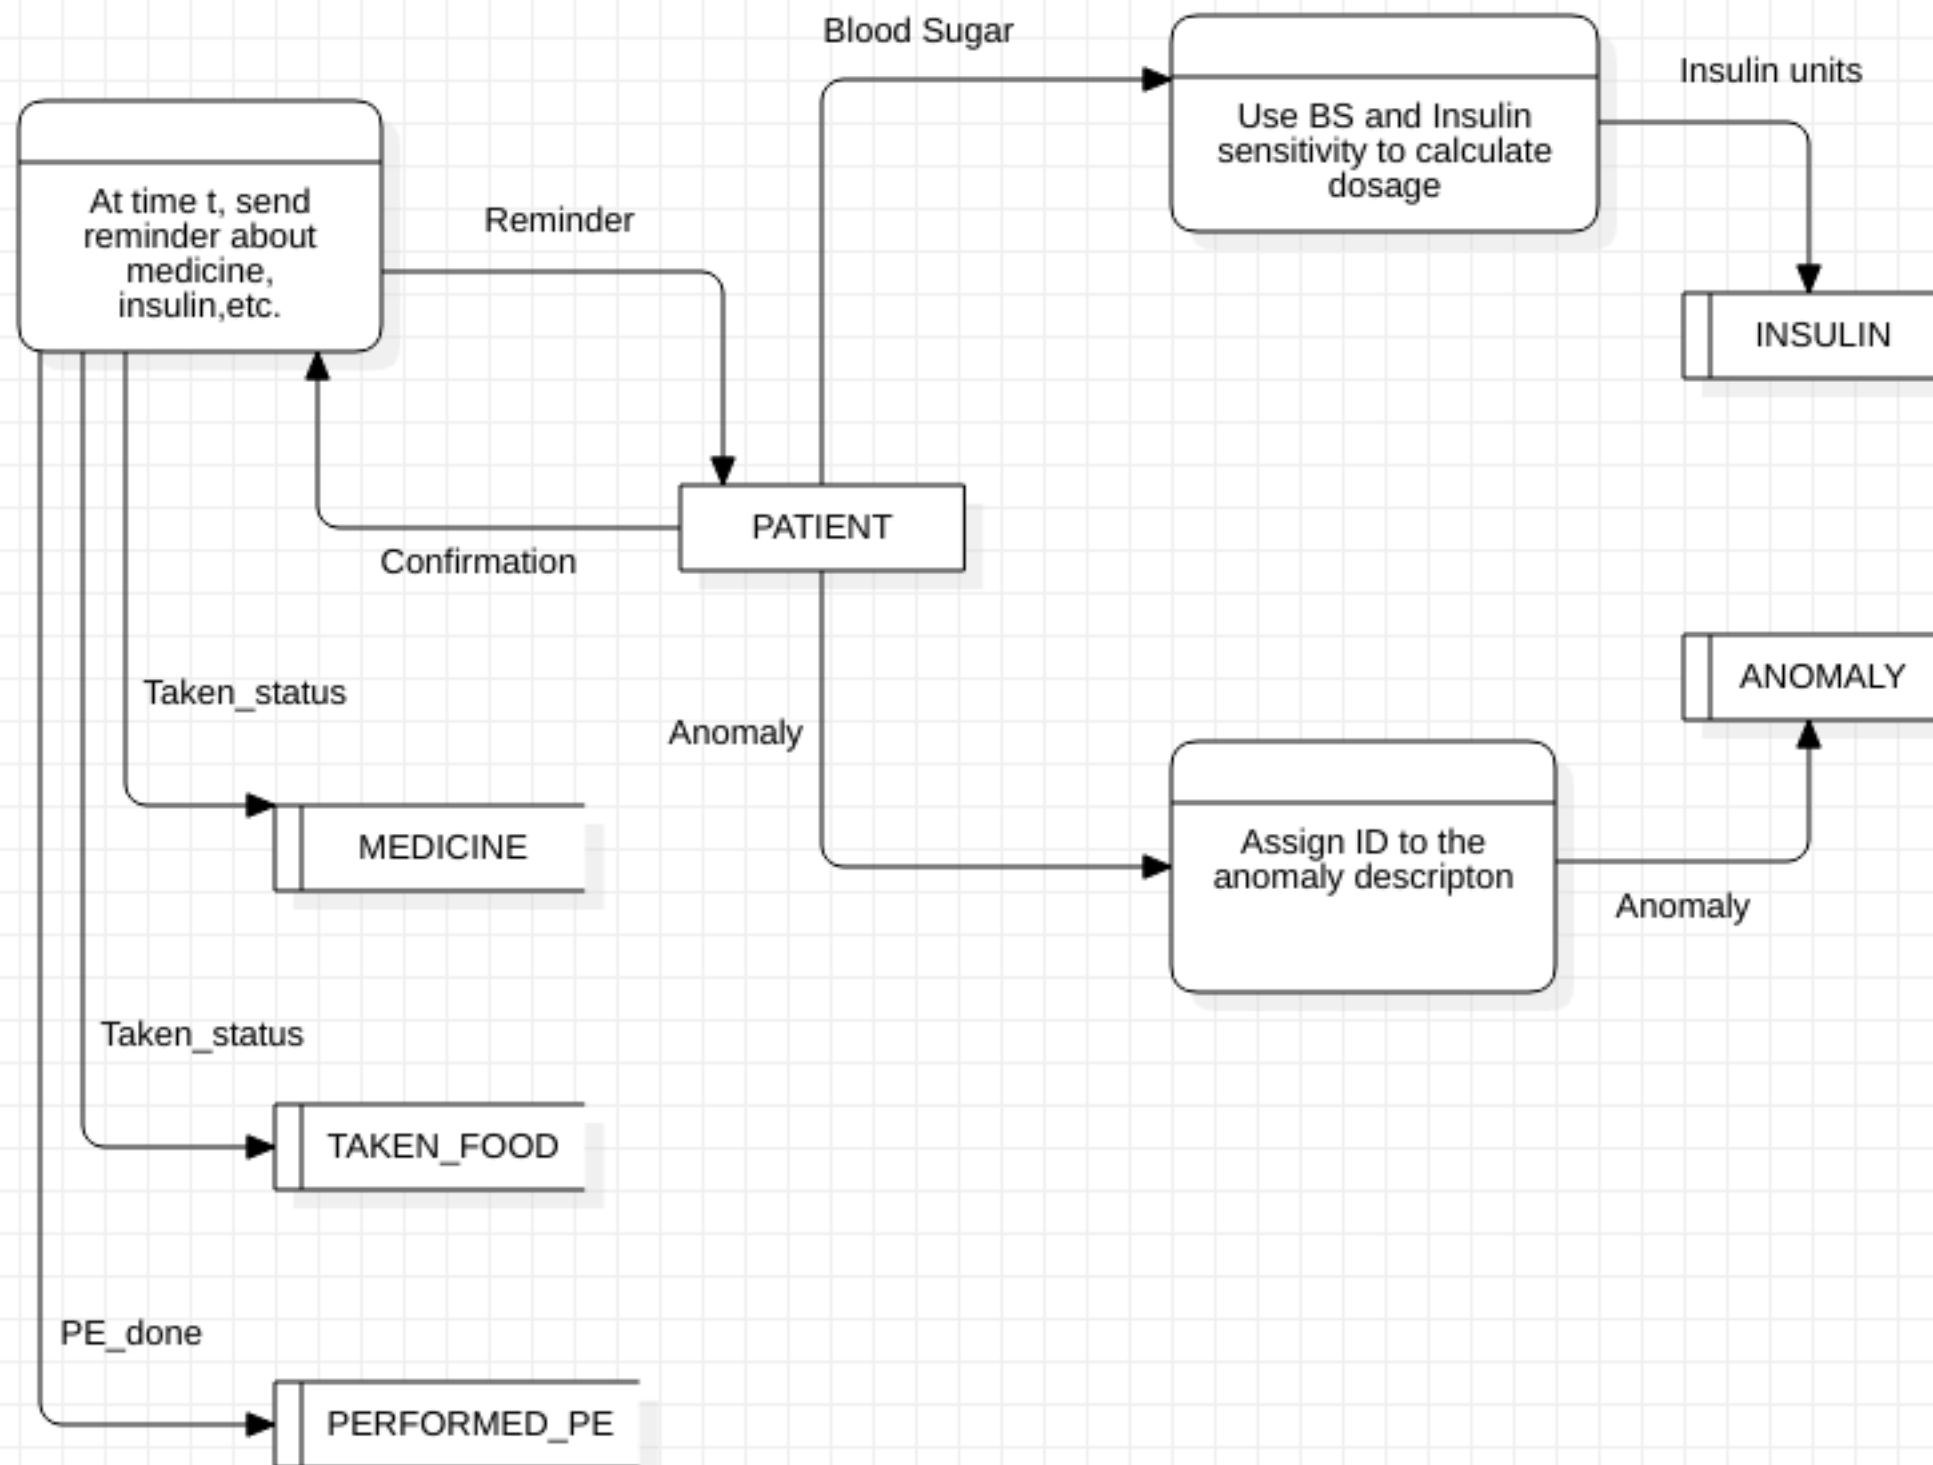 Blood Sugar
Insulin units
Use BS and Insulin
sensitivity to calculate
dosage
At time t, send
reminder about
medicine,
insulin,etc.
Reminder
INSULIN
PATIENT
Confirmation
ANOMALY
Taken_status
Anomaly
MEDICINE
Assign ID to the
anomaly descripton
Anomaly
Taken_status
TAKEN_FOOD
PE_done
PERFORMED_PE